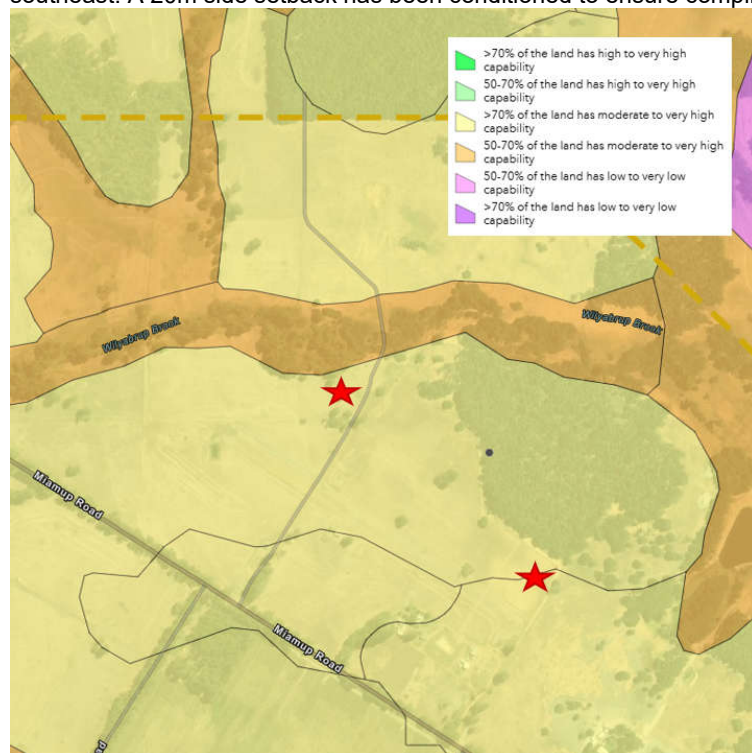 southeast. A 20m side setback has been conditioned to ensure compli
>70% of the land has high to very high
capability
50-70% of the land has high to very high
capability
>70% of the land has moderate to very high
capability
50-70% of the land has moderate to very high
capability
50-70% of the land has low to very low
capability
>70% of the land has low to very low
capability
Wilyabrup Brook
Wilyabrup Brook
Miamup Road
Miamup Road